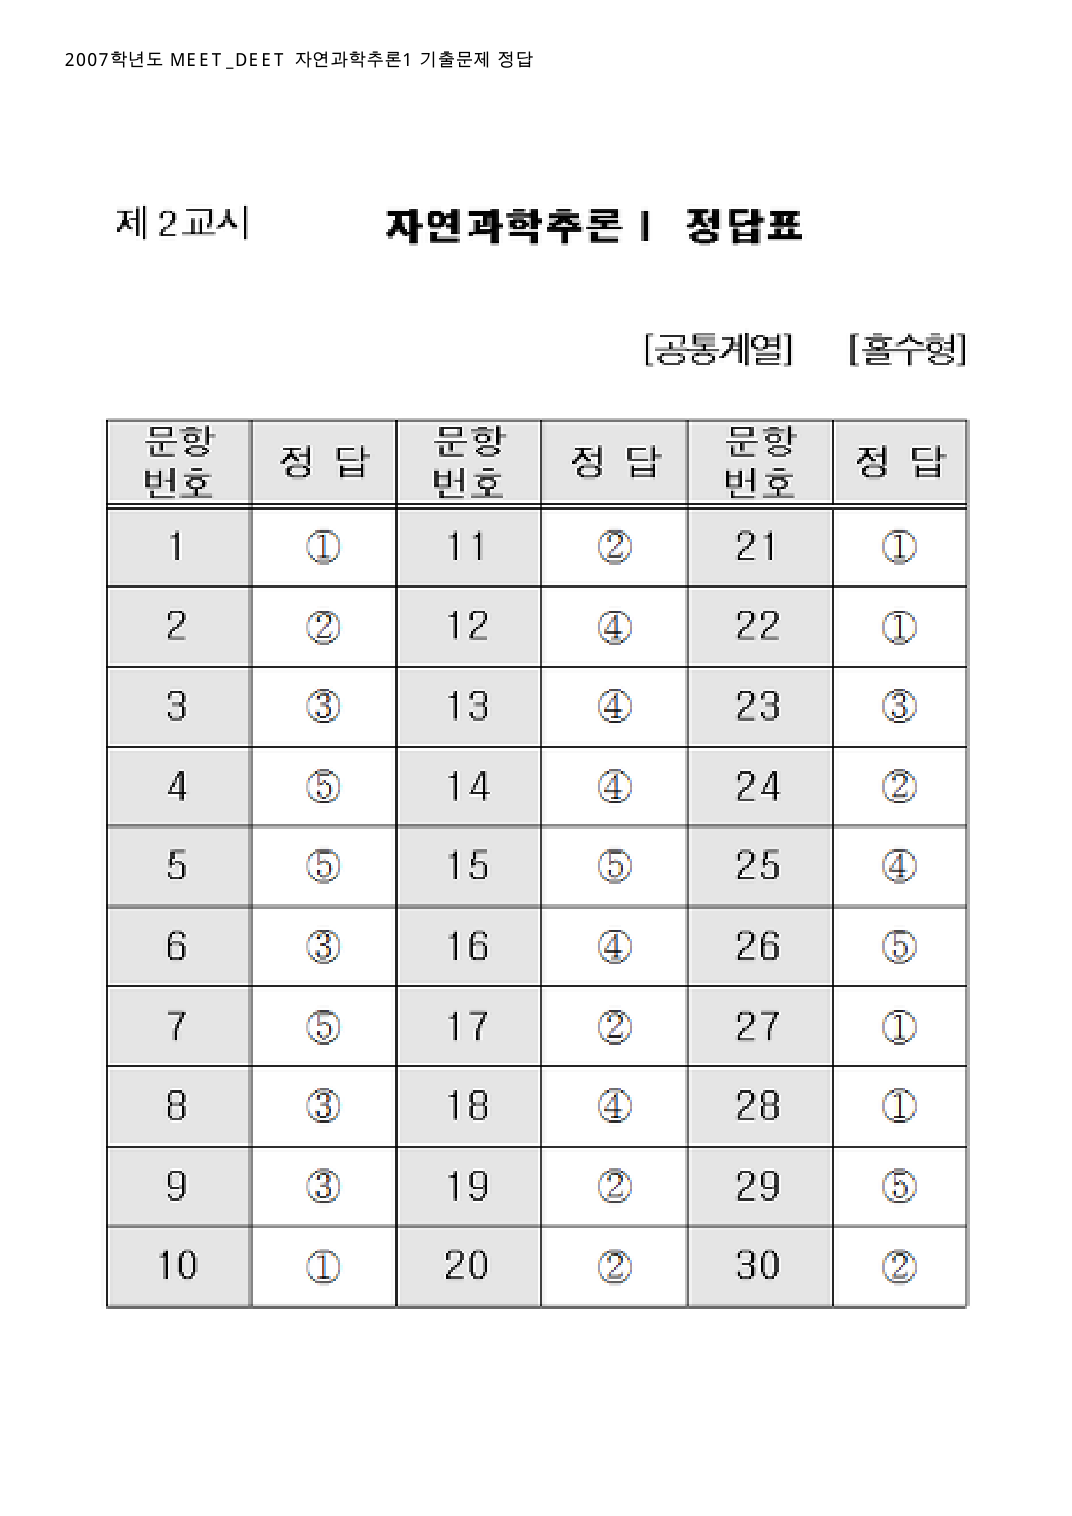 2007학년도 MEET_DEET 자연과학추론1 기출문제 정답
제 2 교시 자연과학추론 Ⅰ 정답표
[공통계열] [홀수형]
문항 번호 정 답 문항 번호 정 답 문항 번호 정 답
1 ① 11 ② 21 ①
2 ② 12 ④ 22 ①
3 ③ 13 ④ 23 ③
4 ⑤ 14 ④ 24 ②
5 ⑤ 15 ⑤ 25 ④
6 ③ 16 ④ 26 ⑤
7 ⑤ 17 ② 27 ①
8 ③ 18 ④ 28 ①
9 ③ 19 ② 29 ⑤
10 ① 20 ② 30 ②